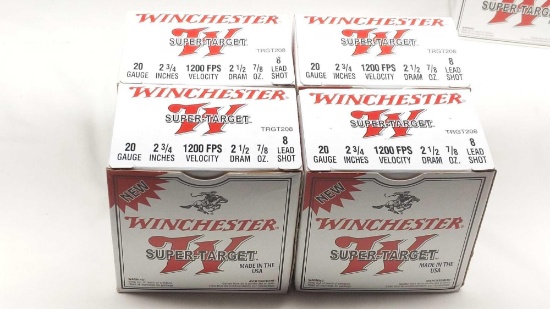 WINCHESTER
W
SUPER-TARGET
TRGT208
20 GAUGE 2 3/4 INCHES 1200 FPS VELOCITY 2 1/2 DRAM 7/8 OZ. 8 LEAD SHOT
WINCHESTER
W
SUPER-TARGET
TRGT208
20 GAUGE 2 3/4 INCHES 1200 FPS VELOCITY 2 1/2 DRAM 7/8 OZ. 8 LEAD SHOT
WINCHESTER
W
SUPER-TARGET
TRGT208
20 GAUGE 2 3/4 INCHES 1200 FPS VELOCITY 2 1/2 DRAM 7/8 OZ. 8 LEAD SHOT
WINCHESTER
W
SUPER-TARGET
TRGT208
20 GAUGE 2 3/4 INCHES 1200 FPS VELOCITY 2 1/2 DRAM 7/8 OZ. 8 LEAD SHOT
NEW
WINCHESTER
W
SUPER-TARGET
MADE IN THE
USA
NEW
WINCHESTER
W
SUPER-TARGET
MADE IN THE
USA